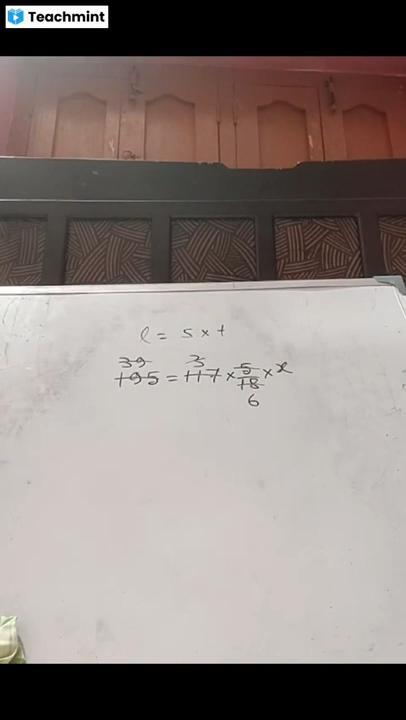 Teachmint
l = s × t
39 3
195 = 117 × 5/18 × x
6